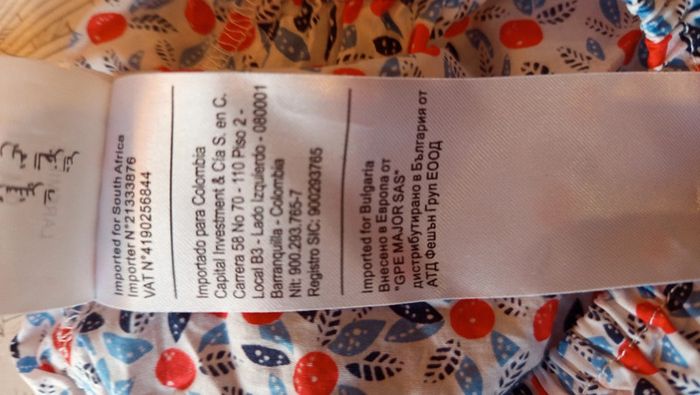 Imported for South Africa
Importer N°21333876
VAT N°4190256844
Importado para Colombia
Capital Investment & Cia S. en C.
Carrera 58 No 70 - 110 Piso 2 -
Local B3 - Lado Izquierdo - 080001
Barranquilla - Colombia
Nit: 900.293.765-7
Registro SIC: 900293765
Imported for Bulgaria
Внесено в Европа от
"GPE MAJOR SAS"
дистрибутирано в България от
АТД Фешън Груп ЕООД